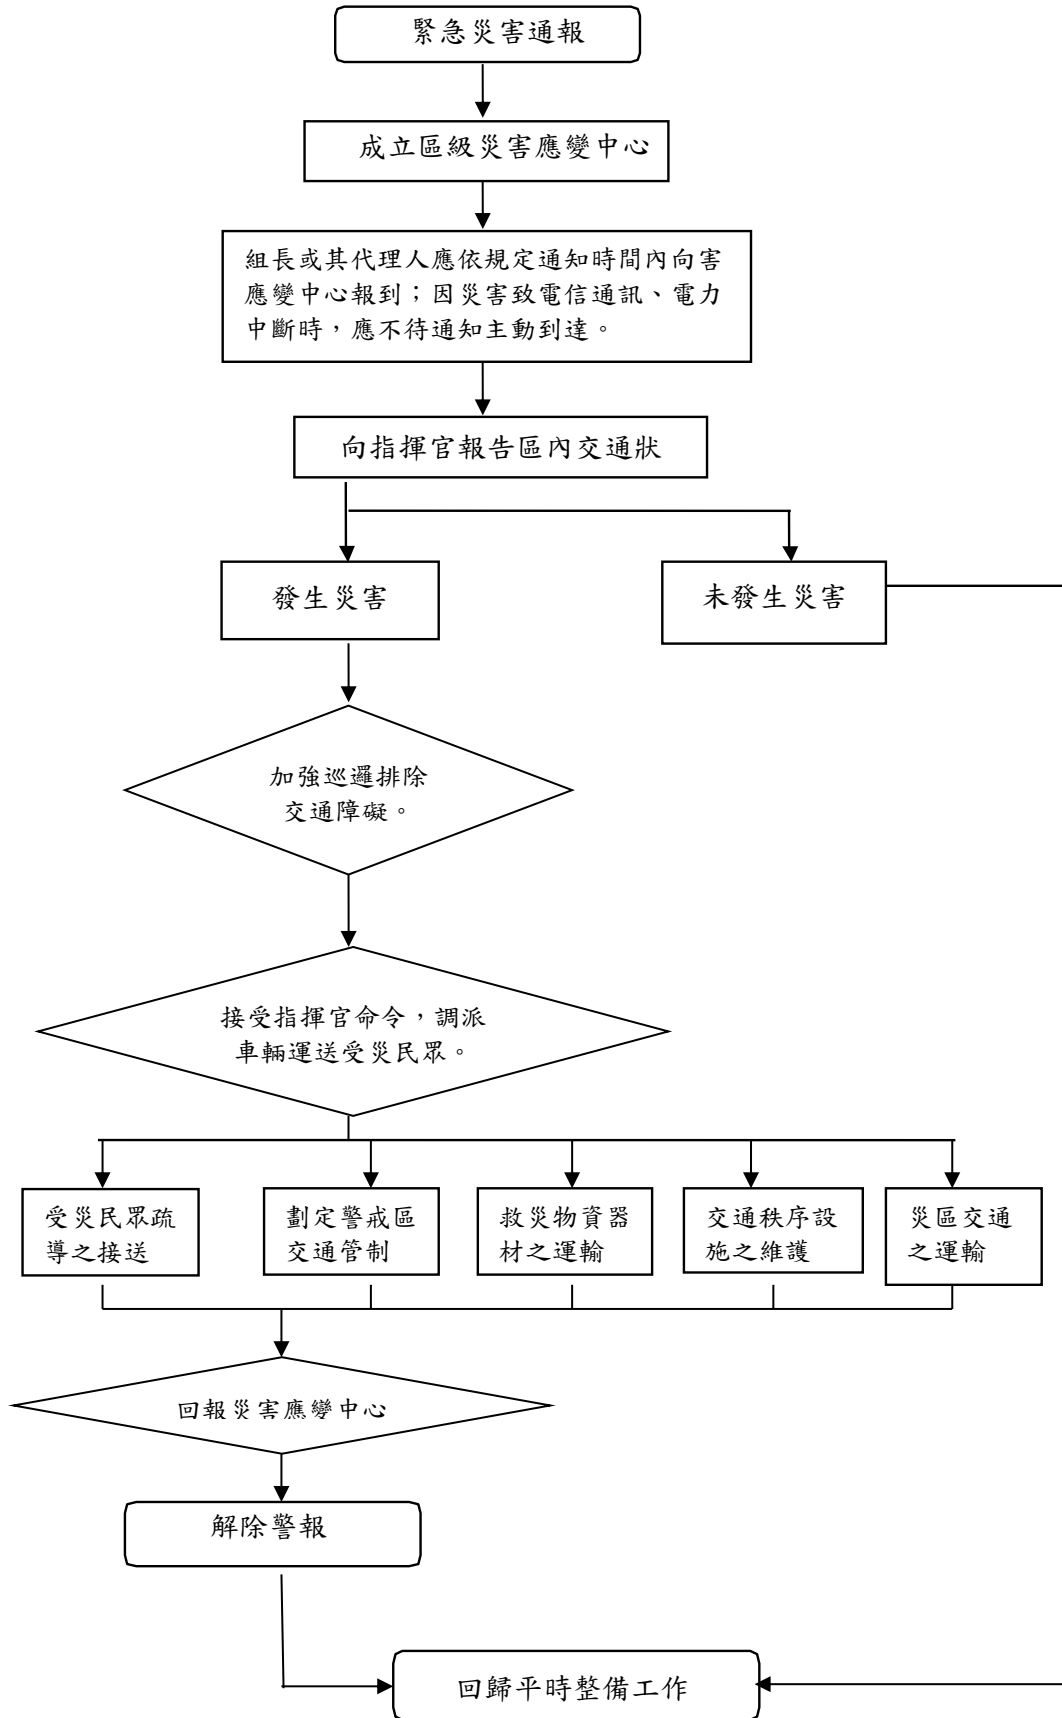 緊急災害通報
成立區級災害應變中心
組長或其代理人應依規定通知時間內向害
應變中心報到；因災害致電信通訊、電力
中斷時，應不待通知主動到達。
向指揮官報告區內交通狀
發生災害
未發生災害
加強巡邏排除
交通障礙。
接受指揮官命令，調派
車輛運送受災民眾。
受災民眾疏
導之接送
劃定警戒區
交通管制
救災物資器
材之運輸
交通秩序設
施之維護
災區交通
之運輸
回報災害應變中心
解除警報
回歸平時整備工作